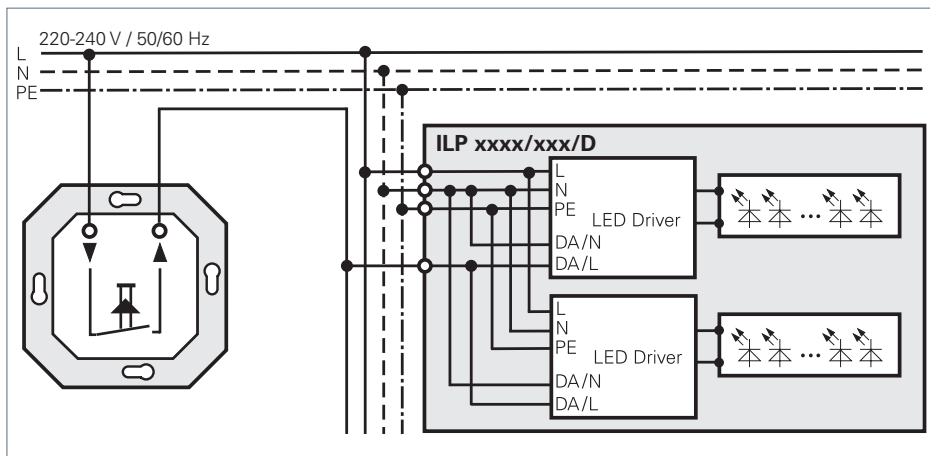 220-240 V / 50/60 Hz
L
N
PE
ILP xxxx/xxx/D
L
N
PE
LED Driver
DA/N
DA/L
L
N
PE
LED Driver
DA/N
DA/L